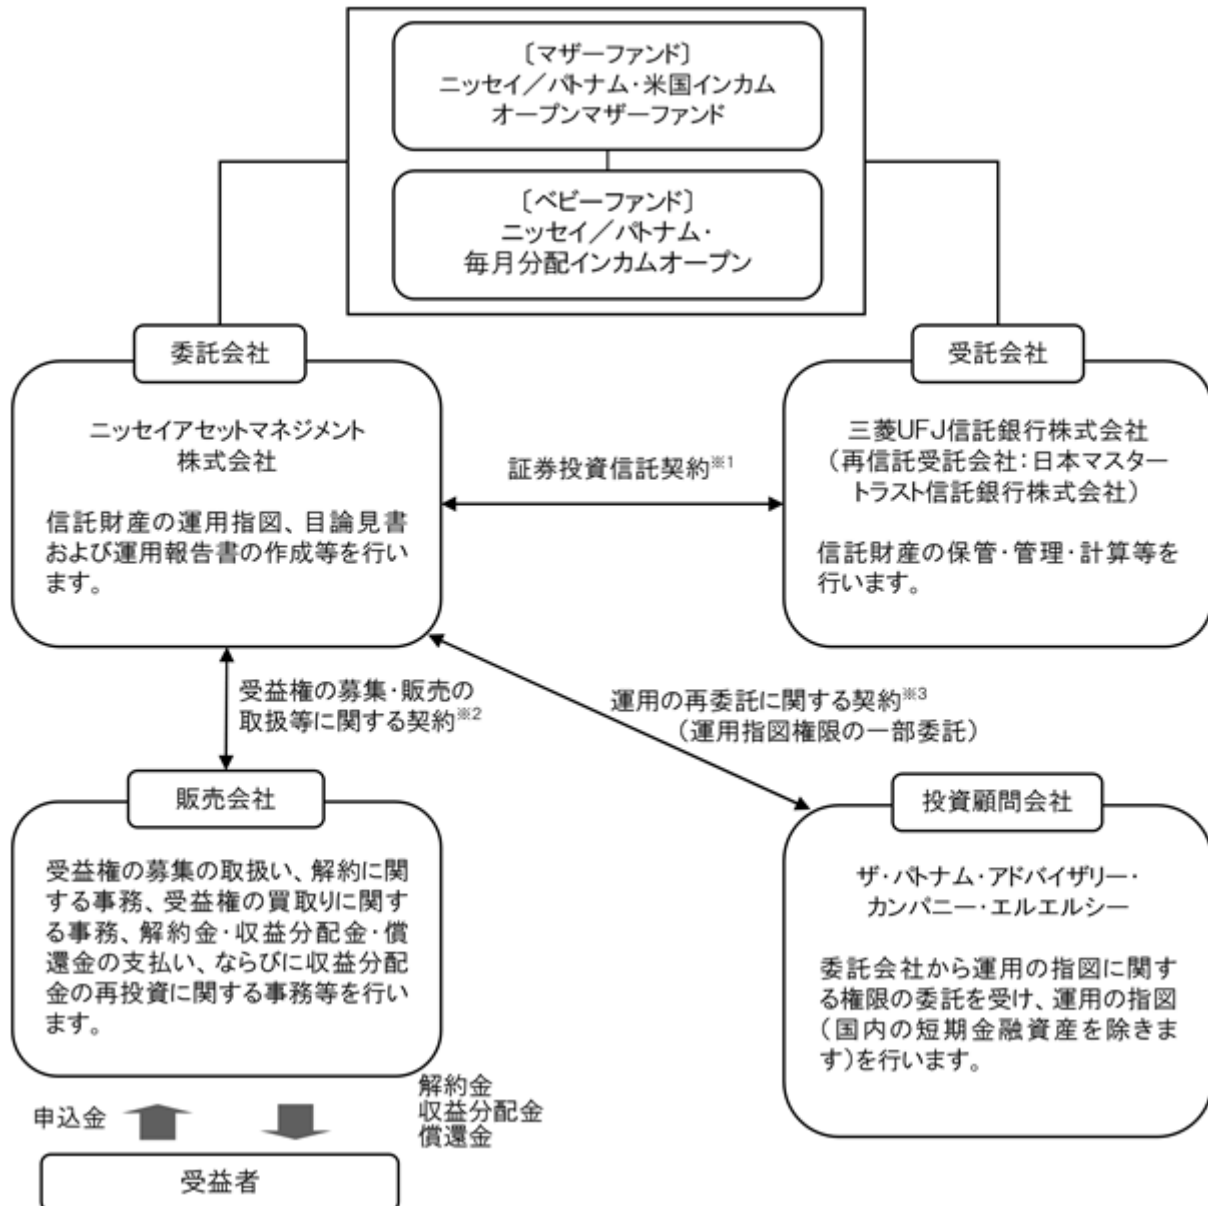 〔マザーファンド〕
ニッセイ／パトナム・米国インカム
オープンマザーファンド
〔ベビーファンド〕
ニッセイ／パトナム・
毎月分配インカムオープン
委託会社
ニッセイアセットマネジメント
株式会社
信託財産の運用指図、目論見書
および運用報告書の作成等を行い
ます。
証券投資信託契約※1
受託会社
三菱UFJ信託銀行株式会社
（再信託受託会社：日本マスター
トラスト信託銀行株式会社）
信託財産の保管・管理・計算等を
行います。
受益権の募集・販売の
取扱等に関する契約※2
運用の再委託に関する契約※3
（運用指図権限の一部委託）
販売会社
受益権の募集の取扱い、解約に関
する事務、受益権の買取りに関す
る事務、解約金・収益分配金・償
還金の支払い、ならびに収益分配
金の再投資に関する事務等を行い
ます。
投資顧問会社
ザ・パトナム・アドバイザリー・
カンパニー・エルエルシー
委託会社から運用の指図に関す
る権限の委託を受け、運用の指図
（国内の短期金融資産を除きま
す）を行います。
申込金
解約金
収益分配金
償還金
受益者